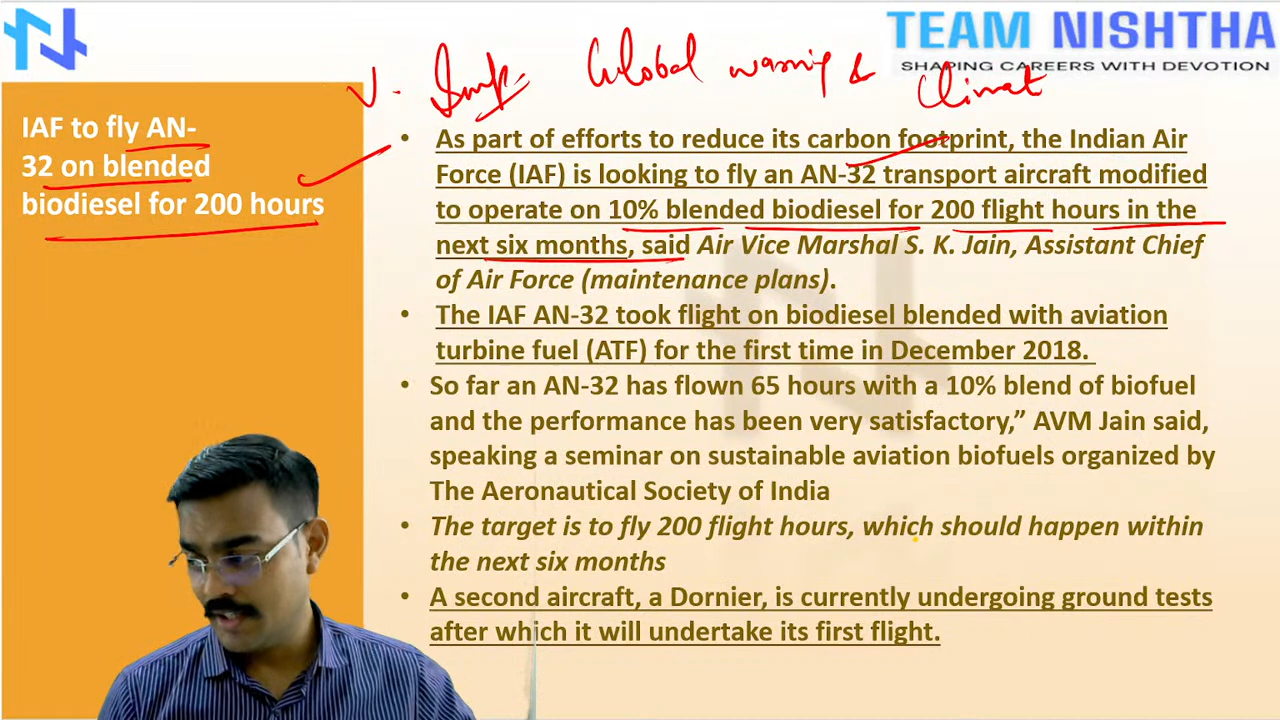 TEAM NISHTHA
SHAPING CAREERS WITH DEVOTION
V. Imp Global warming & Climat
IAF to fly AN-
32 on blended
biodiesel for 200 hours
• As part of efforts to reduce its carbon footprint, the Indian Air
Force (IAF) is looking to fly an AN-32 transport aircraft modified
to operate on 10% blended biodiesel for 200 flight hours in the
next six months, said Air Vice Marshal S. K. Jain, Assistant Chief
of Air Force (maintenance plans).
• The IAF AN-32 took flight on biodiesel blended with aviation
turbine fuel (ATF) for the first time in December 2018.
• So far an AN-32 has flown 65 hours with a 10% blend of biofuel
and the performance has been very satisfactory,” AVM Jain said,
speaking a seminar on sustainable aviation biofuels organized by
The Aeronautical Society of India
• The target is to fly 200 flight hours, which should happen within
the next six months
• A second aircraft, a Dornier, is currently undergoing ground tests
after which it will undertake its first flight.